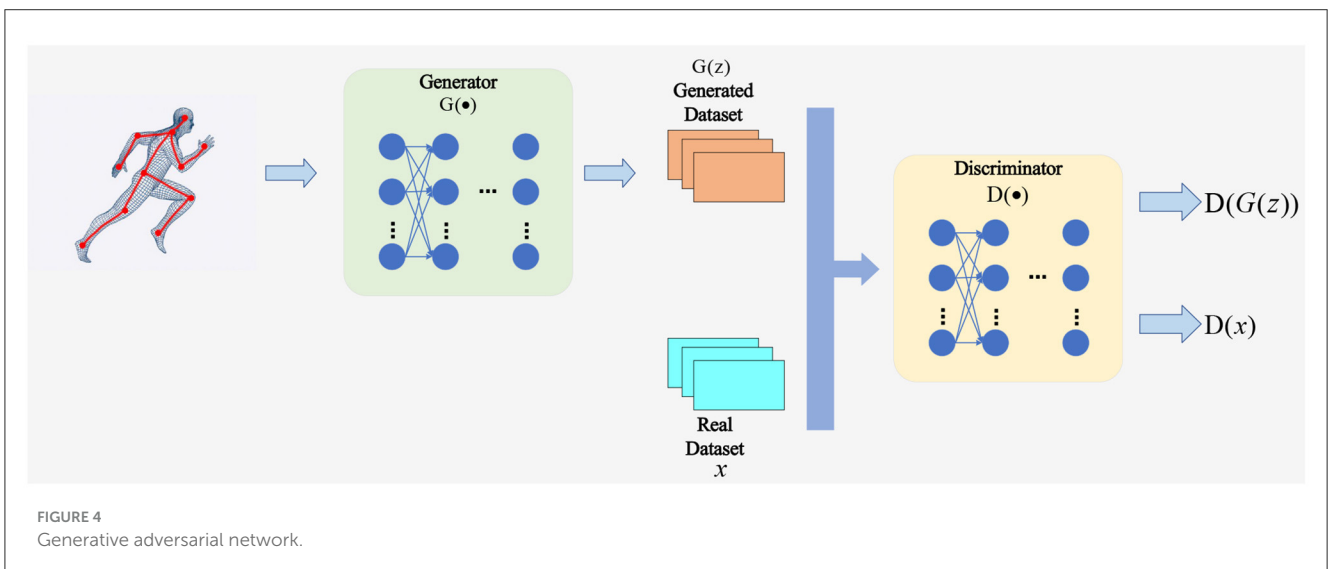 Generator
G(•)
...
G(z)
Generated
Dataset
Real
Dataset
x
Discriminator
D(•)
...
D(G(z))
D(x)
FIGURE 4
Generative adversarial network.